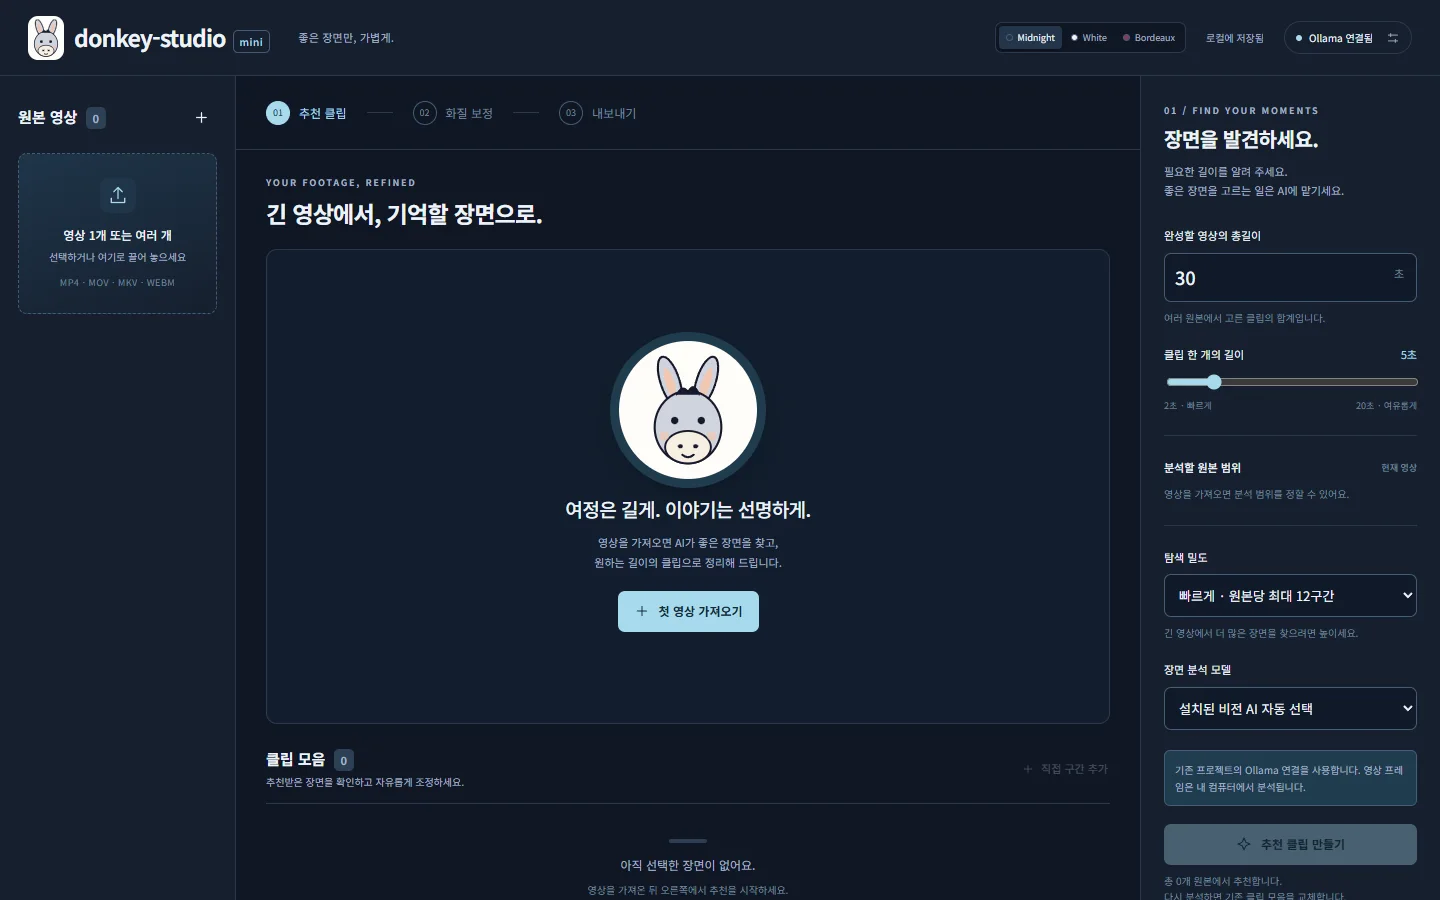 donkey-studio mini
좋은 장면만, 가볍게.
Midnight White Bordeaux
로컬에 저장됨
Ollama 연결됨
원본 영상 0
영상 1개 또는 여러 개
선택하거나 여기로 끌어 놓으세요
MP4 · MOV · MKV · WEBM
01 추천 클립
02 화질 보정
03 내보내기
YOUR FOOTAGE, REFINED
긴 영상에서, 기억할 장면으로.
여정은 길게. 이야기는 선명하게.
영상을 가져오면 AI가 좋은 장면을 찾고,
원하는 길이의 클립으로 정리해 드립니다.
첫 영상 가져오기
클립 모음 0
추천받은 장면을 확인하고 자유롭게 조정하세요.
직접 구간 추가
아직 선택한 장면이 없어요.
영상을 가져온 뒤 오른쪽에서 추천을 시작하세요.
01 / FIND YOUR MOMENTS
장면을 발견하세요.
필요한 길이를 알려 주세요.
좋은 장면을 고르는 일은 AI에 맡기세요.
완성할 영상의 총길이
30 초
여러 원본에서 고른 클립의 합계입니다.
클립 한 개의 길이 5초
2초 · 빠르게 20초 · 여유롭게
분석할 원본 범위 현재 영상
영상을 가져오면 분석 범위를 정할 수 있어요.
탐색 밀도
빠르게 · 원본당 최대 12구간
긴 영상에서 더 많은 장면을 찾으려면 높이세요.
장면 분석 모델
설치된 비전 AI 자동 선택
기존 프로젝트의 Ollama 연결을 사용합니다. 영상 프레
임은 내 컴퓨터에서 분석됩니다.
추천 클립 만들기
총 0개 원본에서 추천합니다.
다시 분석하면 기존 클립 모음을 교체합니다.